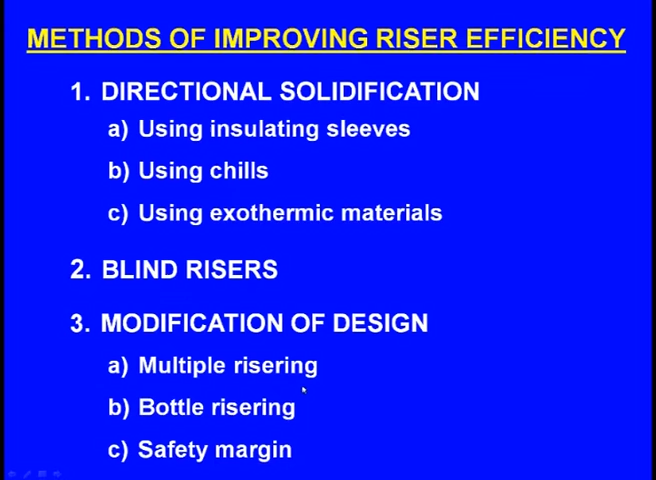 METHODS OF IMPROVING RISER EFFICIENCY
1. DIRECTIONAL SOLIDIFICATION
a) Using insulating sleeves
b) Using chills
c) Using exothermic materials
2. BLIND RISERS
3. MODIFICATION OF DESIGN
a) Multiple risering
b) Bottle risering
c) Safety margin